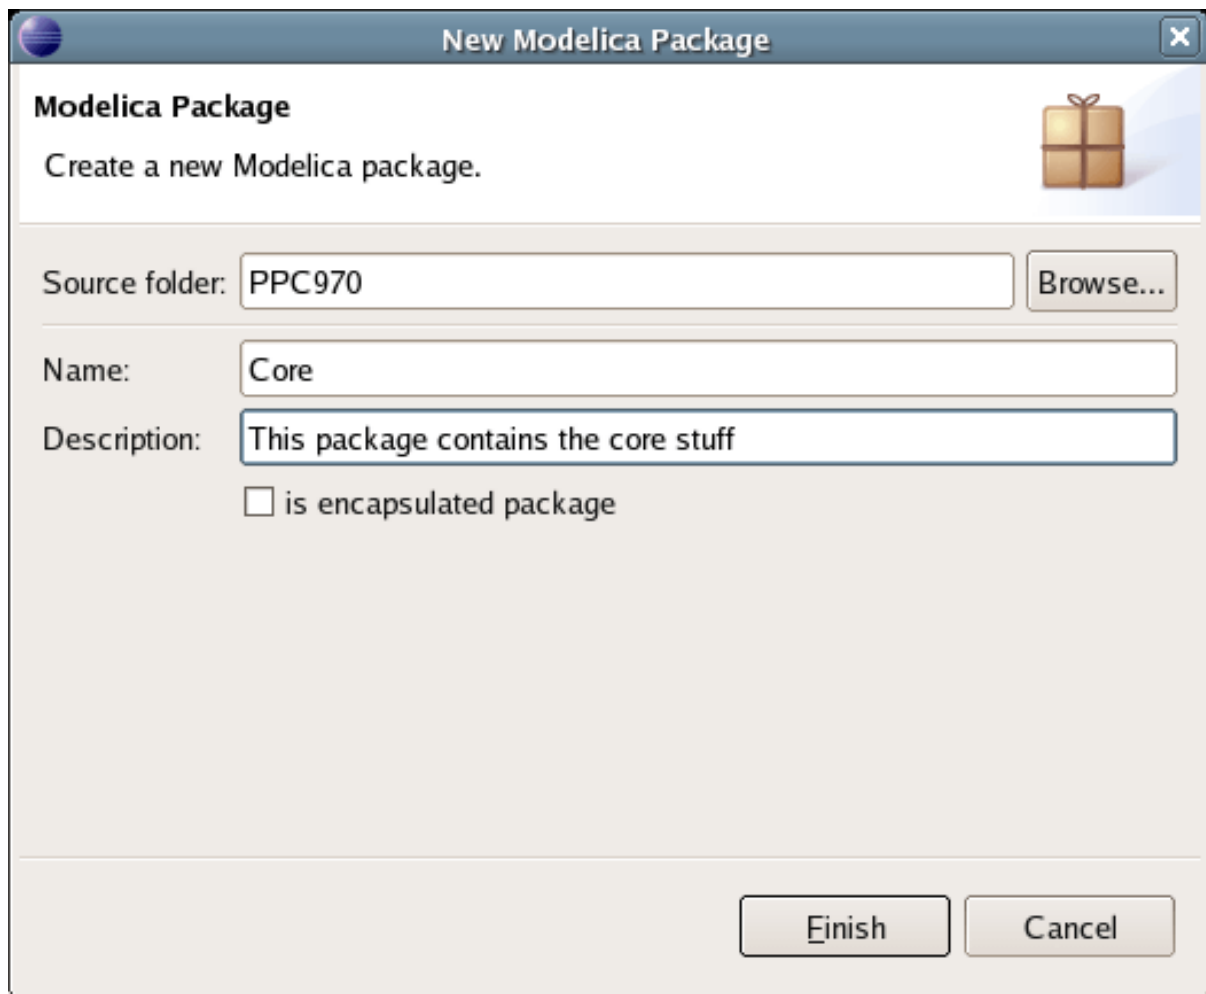 New Modelica Package
Modelica Package
Create a new Modelica package.
Source folder: PPC970 Browse...
Name: Core
Description: This package contains the core stuff
is encapsulated package
Finish Cancel